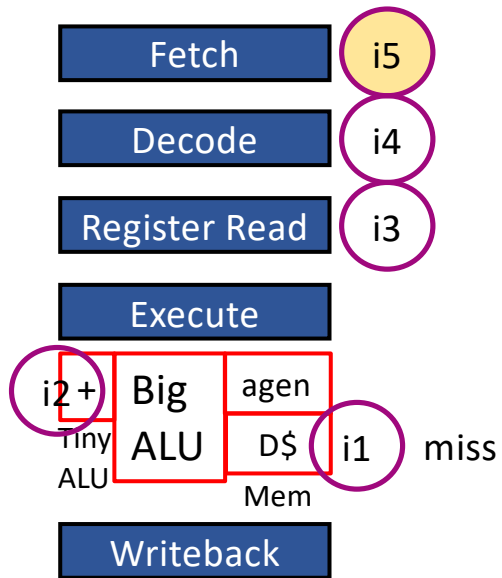 Fetch i5
Decode i4
Register Read i3
Execute
i2 + Big agen
Tiny ALU D$ i1 miss
ALU
Mem
Writeback